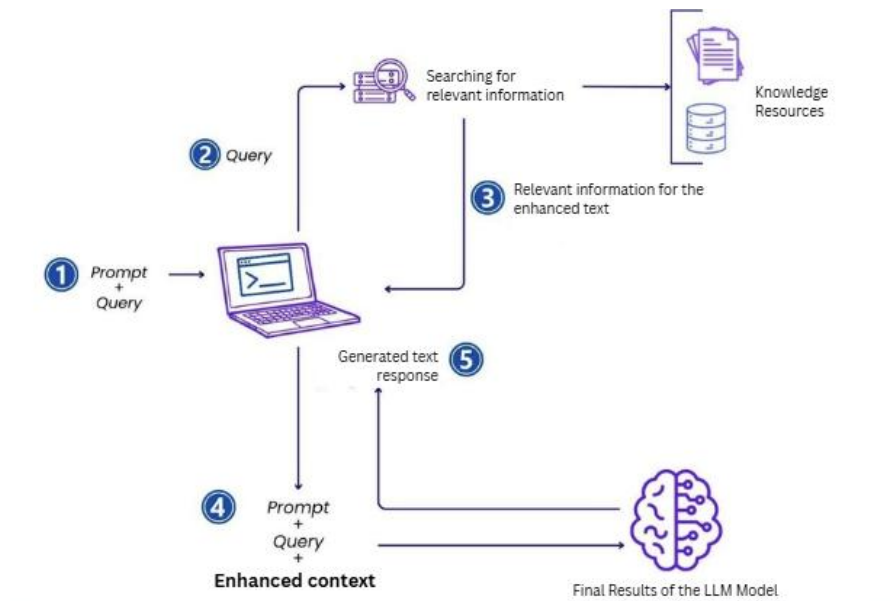 Searching for
relevant information
Knowledge
Resources
2 Query
3 Relevant information for the
enhanced text
1 Prompt
+
Query
>_
Generated text
response 5
4 Prompt
+
Query
+
Enhanced context
Final Results of the LLM Model